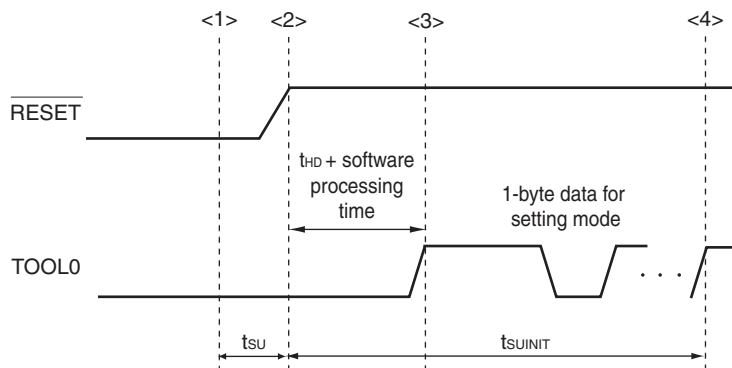 <1> <2> <3> <4>
RESET
tHD + software
processing
time
1-byte data for
setting mode
TOOL0
. . .
tSU
tSUINIT